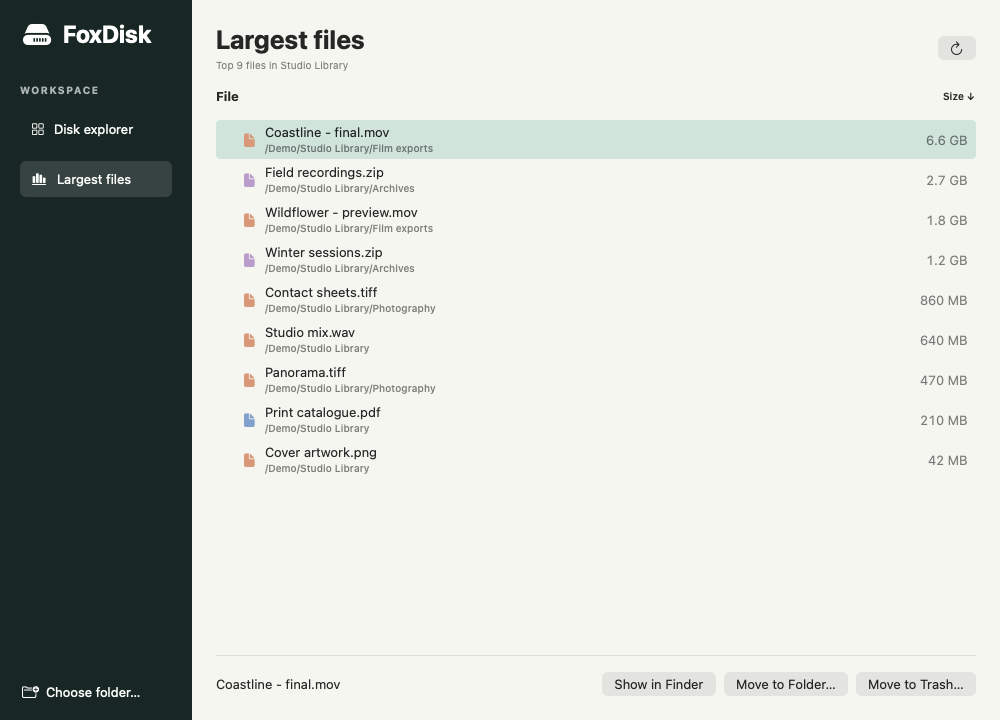 FoxDisk
WORKSPACE
Disk explorer
Largest files
Choose folder...
Largest files
Top 9 files in Studio Library
File Size ↓
Coastline - final.mov
/Demo/Studio Library/Film exports
6.6 GB
Field recordings.zip
/Demo/Studio Library/Archives
2.7 GB
Wildflower - preview.mov
/Demo/Studio Library/Film exports
1.8 GB
Winter sessions.zip
/Demo/Studio Library/Archives
1.2 GB
Contact sheets.tiff
/Demo/Studio Library/Photography
860 MB
Studio mix.wav
/Demo/Studio Library
640 MB
Panorama.tiff
/Demo/Studio Library/Photography
470 MB
Print catalogue.pdf
/Demo/Studio Library
210 MB
Cover artwork.png
/Demo/Studio Library
42 MB
Coastline - final.mov
Show in Finder
Move to Folder...
Move to Trash...